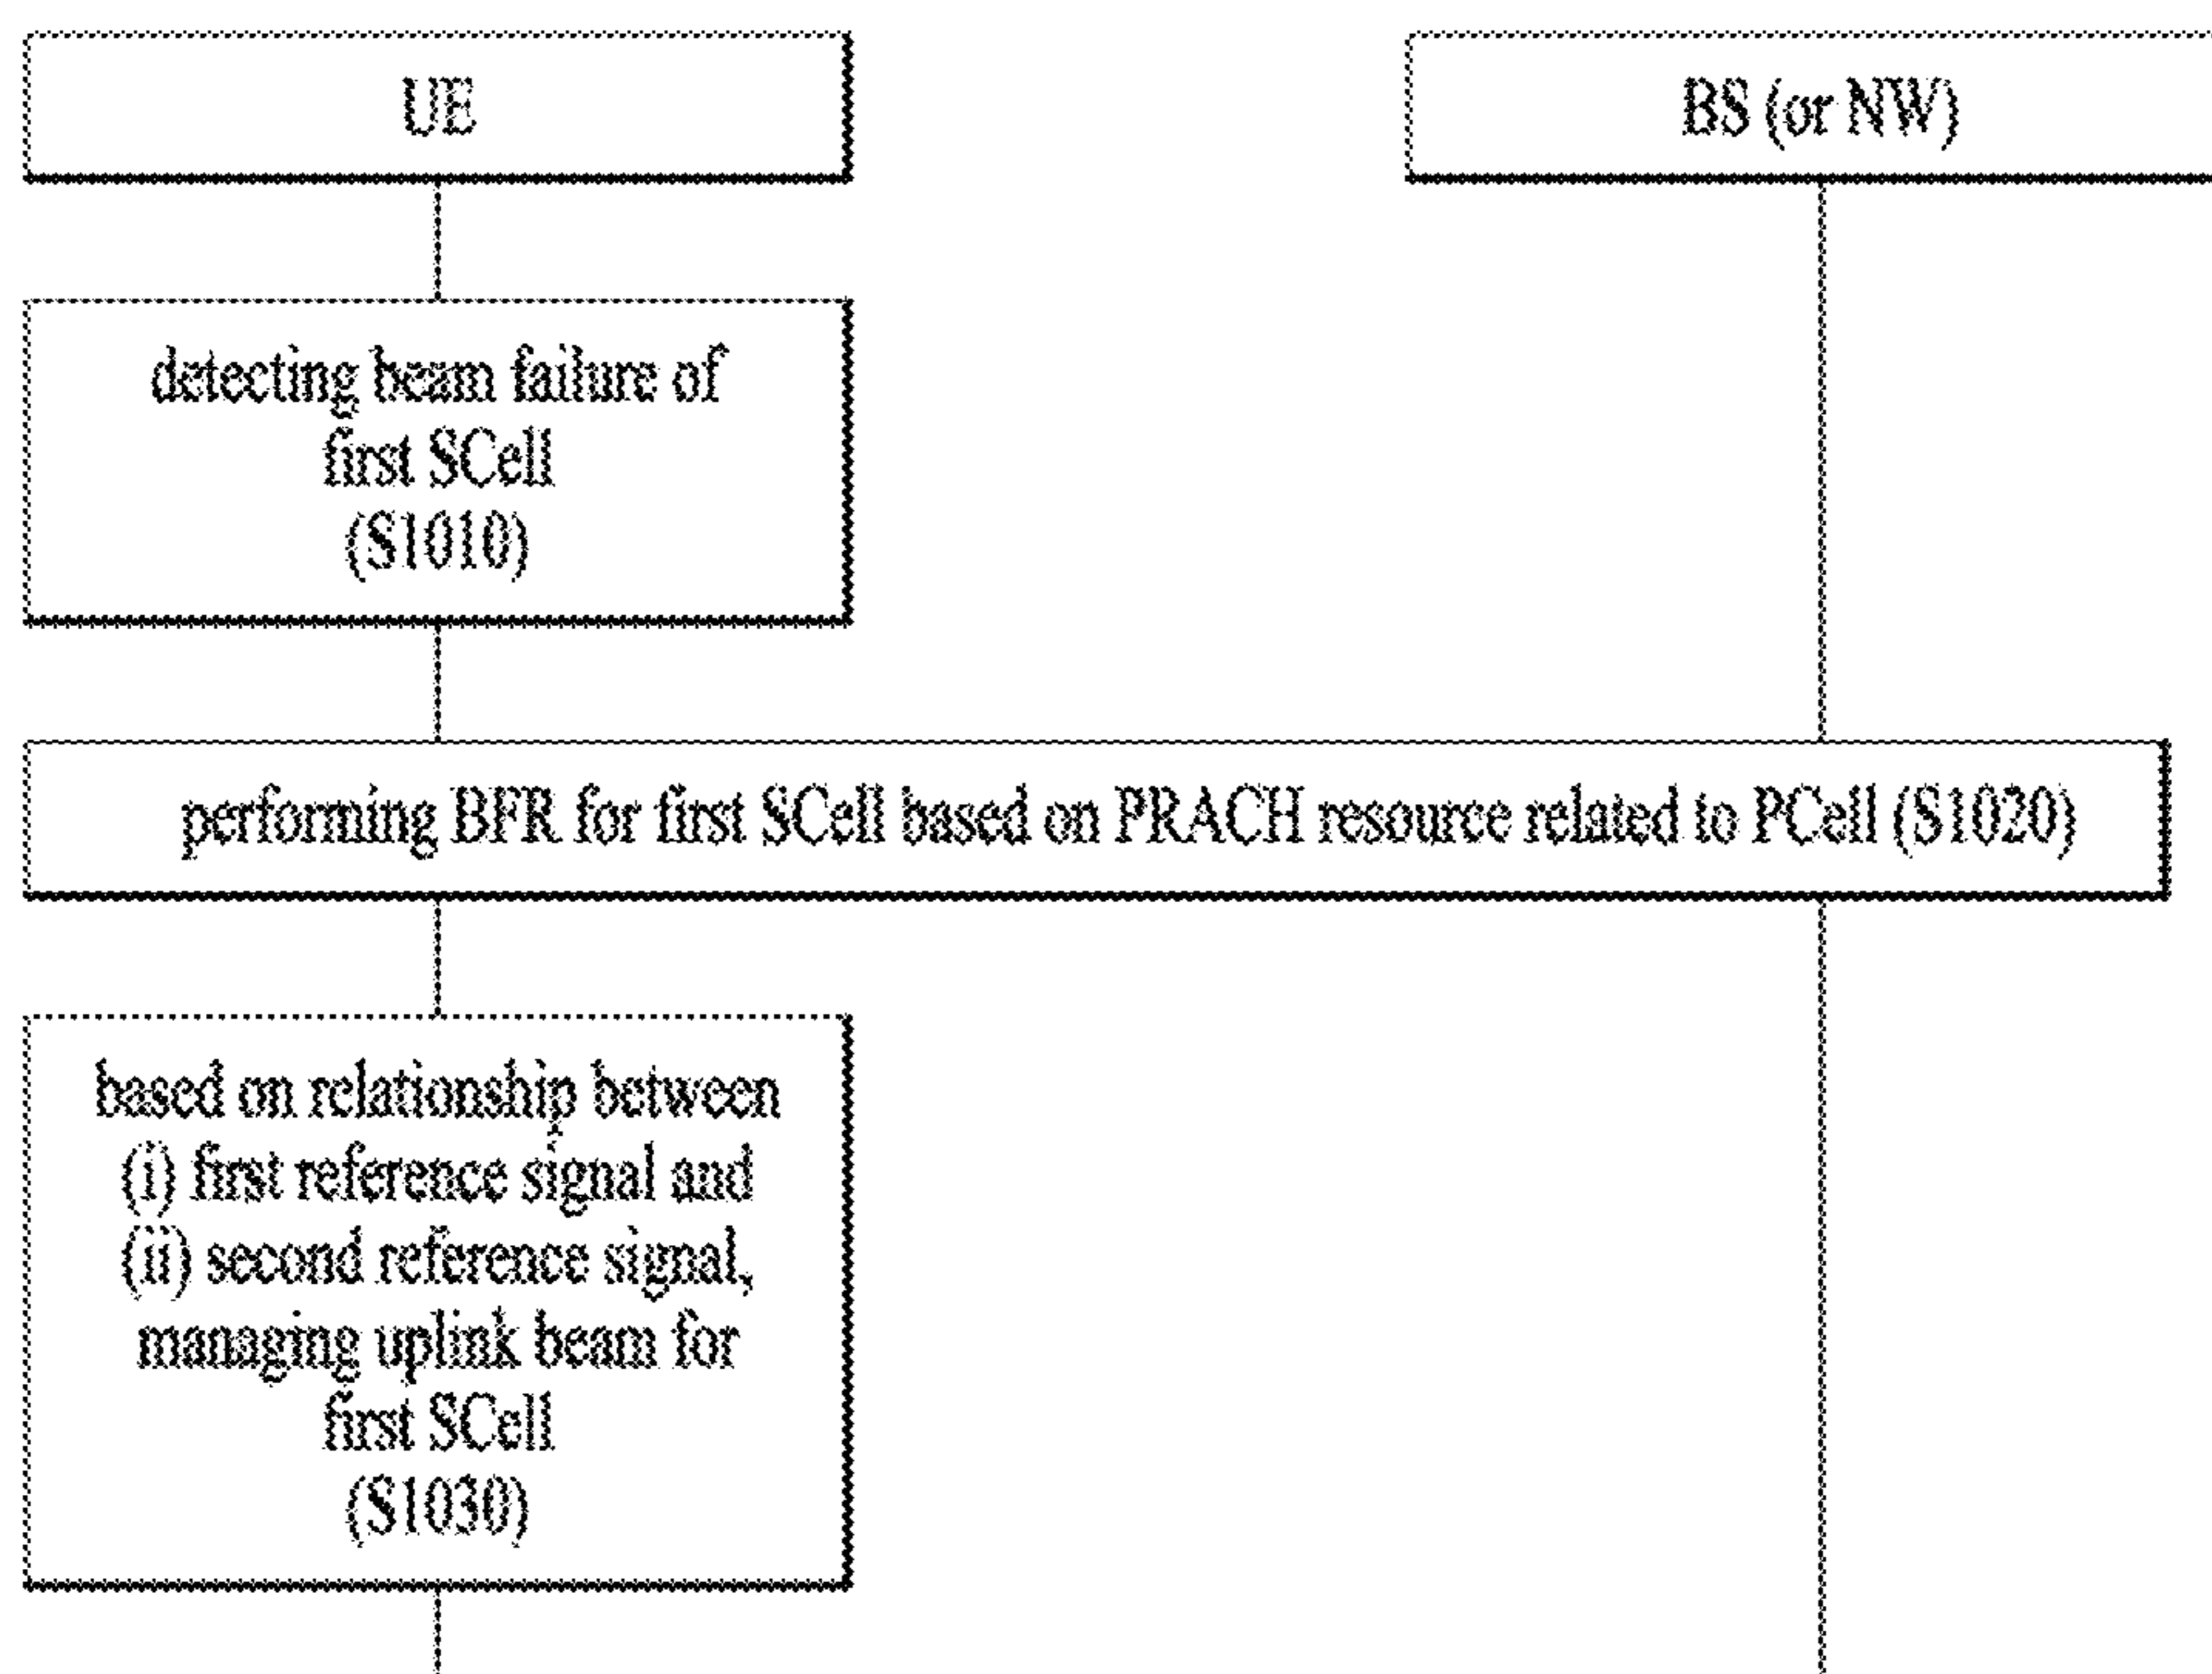 UE
BS (or NW)
detecting beam failure of
first SCell
(S1010)
performing BFR for first SCell based on PRACH resource related to PCell (S1020)
based on relationship between
(i) first reference signal and
(ii) second reference signal,
managing uplink beam for
first SCell
(S1030)